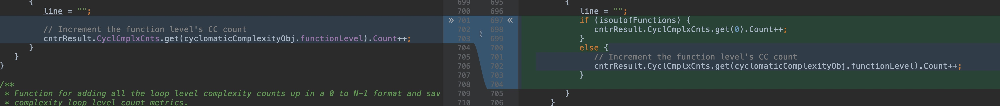 {
line = "";
// Increment the function level's CC count
cntrResult.CyclCmplxCnts.get(cyclomaticComplexityObj.functionLevel).Count++;
}
}
}
/**
* Function for adding all the loop level complexity counts up in a 0 to N-1 format and sav
* complexity loop level count metrics.
699 695
700 696
» 701 697 «
702 698
703 699
704 700
705 701
706 702
707 703
708 704
709 705
710 706
{
line = "";
if (isoutofFunctions) {
cntrResult.CyclCmplxCnts.get(0).Count++;
}
else {
// Increment the function level's CC count
cntrResult.CyclCmplxCnts.get(cyclomaticComplexityObj.functionLevel).Count++;
}
}
}